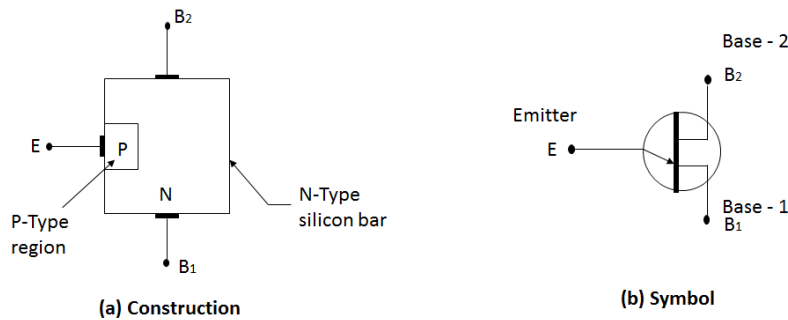 B2
E
P
N
P-Type
region
N-Type
silicon bar
B1
(a) Construction
Base - 2
B2
Emitter
E
Base - 1
B1
(b) Symbol